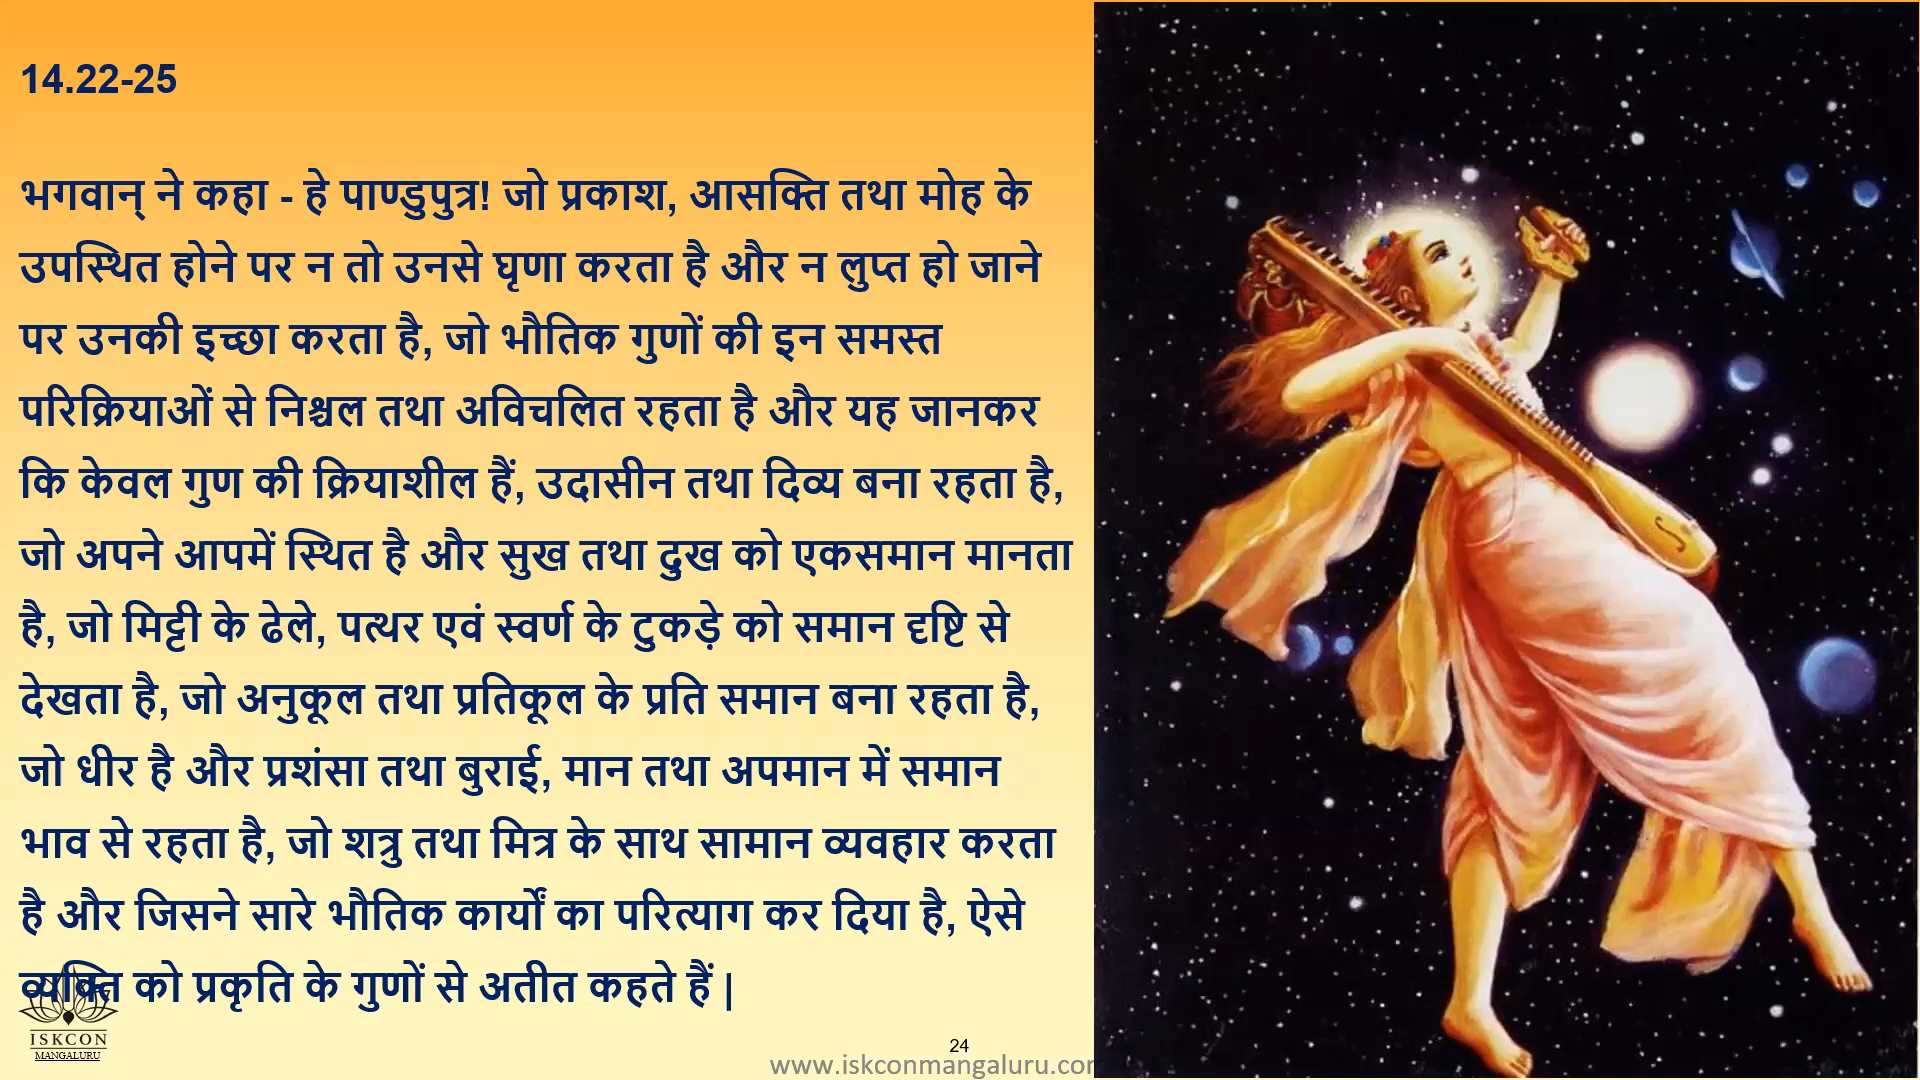 14.22-25
भगवान् ने कहा - हे पाण्डुपुत्र! जो प्रकाश, आसक्ति तथा मोह के
उपस्थित होने पर न तो उनसे घृणा करता है और न लुप्त हो जाने
पर उनकी इच्छा करता है, जो भौतिक गुणों की इन समस्त
परिक्रियाओं से निश्चल तथा अविचलित रहता है और यह जानकर
कि केवल गुण की क्रियाशील हैं, उदासीन तथा दिव्य बना रहता है,
जो अपने आपमें स्थित है और सुख तथा दुख को एकसमान मानता
है, जो मिट्टी के ढेले, पत्थर एवं स्वर्ण के टुकड़े को समान दृष्टि से
देखता है, जो अनुकूल तथा प्रतिकूल के प्रति समान बना रहता है,
जो धीर है और प्रशंसा तथा बुराई, मान तथा अपमान में समान
भाव से रहता है, जो शत्रु तथा मित्र के साथ सामान व्यवहार करता
है और जिसने सारे भौतिक कार्यों का परित्याग कर दिया है, ऐसे
व्यक्ति को प्रकृति के गुणों से अतीत कहते हैं |
ISKCON
MANGALURU
24
www.iskconmangaluru.cor